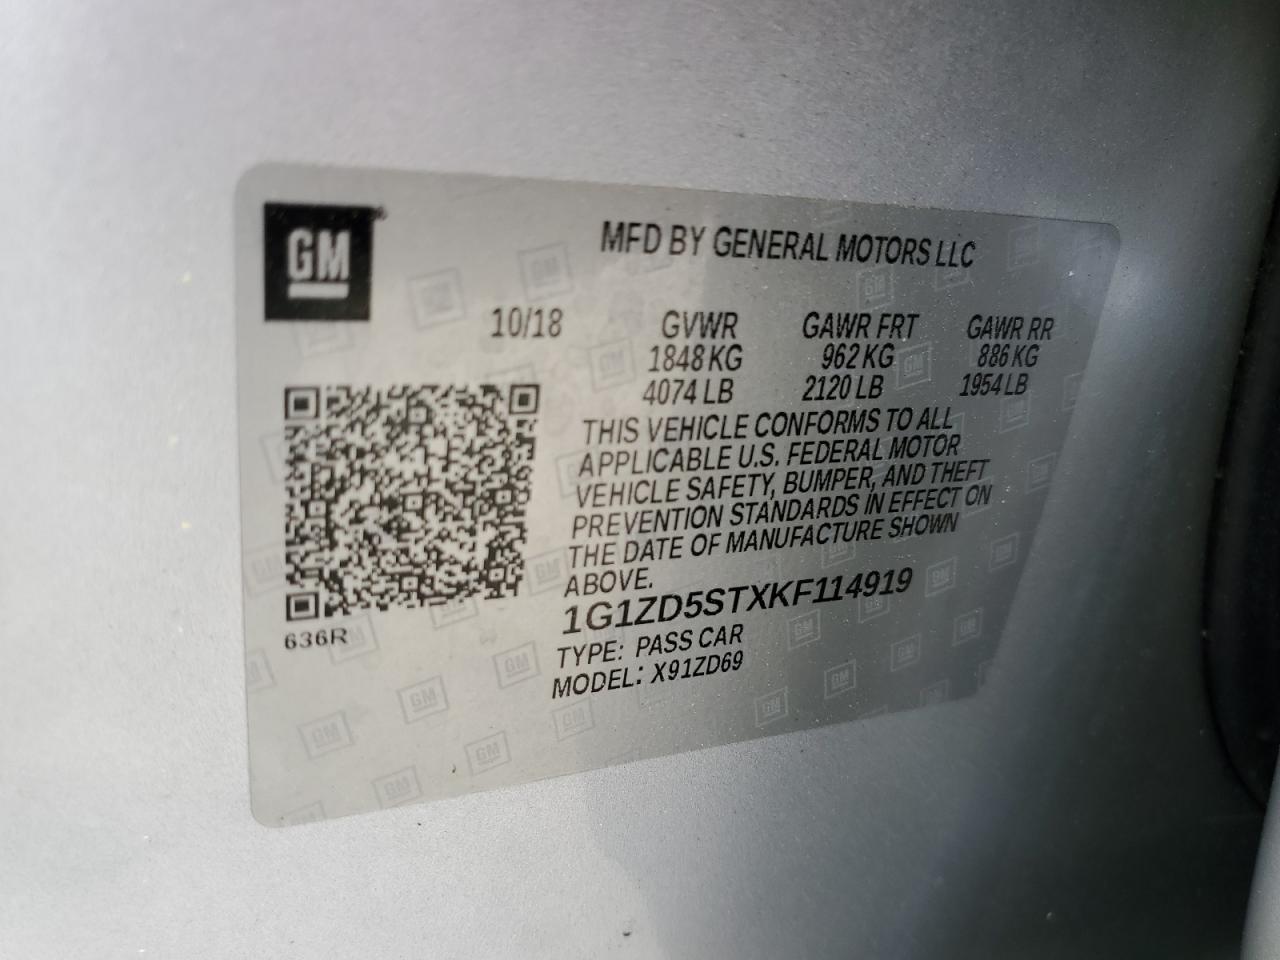 GM
MFD BY GENERAL MOTORS LLC
10/18 GVWR GAWR FRT GAWR RR
1848 KG 962 KG 886 KG
4074 LB 2120 LB 1954 LB
THIS VEHICLE CONFORMS TO ALL
APPLICABLE U.S. FEDERAL MOTOR
VEHICLE SAFETY, BUMPER, AND THEFT
PREVENTION STANDARDS IN EFFECT ON
THE DATE OF MANUFACTURE SHOWN
ABOVE.
1G1ZD5STXKF114919
636R
TYPE: PASS CAR
MODEL: X91ZD69